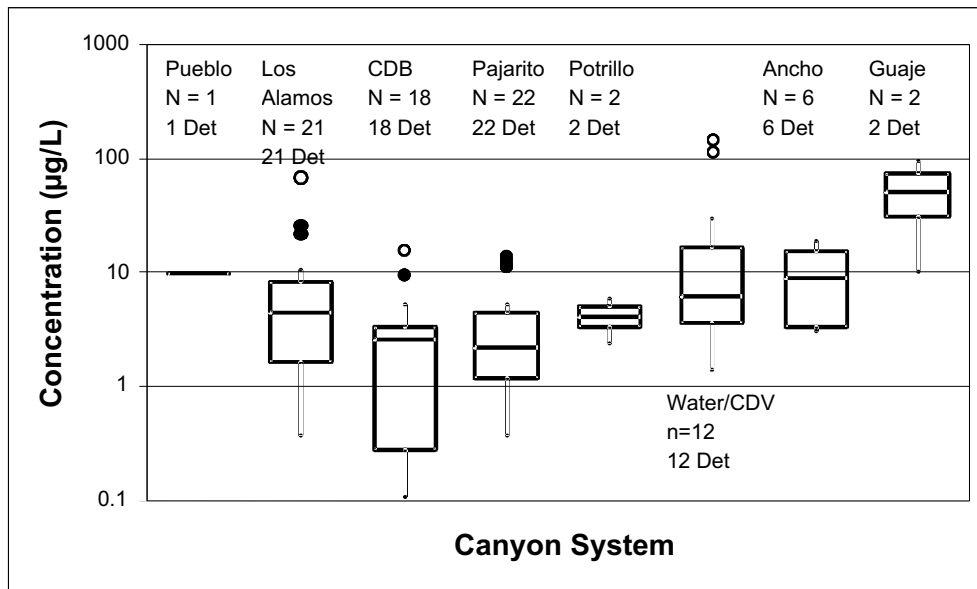 1000
100
10
1
0.1
Concentration (µg/L)
Pueblo
N = 1
1 Det
Los
Alamos
N = 21
21 Det
CDB
N = 18
18 Det
Pajarito
N = 22
22 Det
Potrillo
N = 2
2 Det
Water/CDV
n=12
12 Det
Ancho
N = 6
6 Det
Guaje
N = 2
2 Det
Canyon System